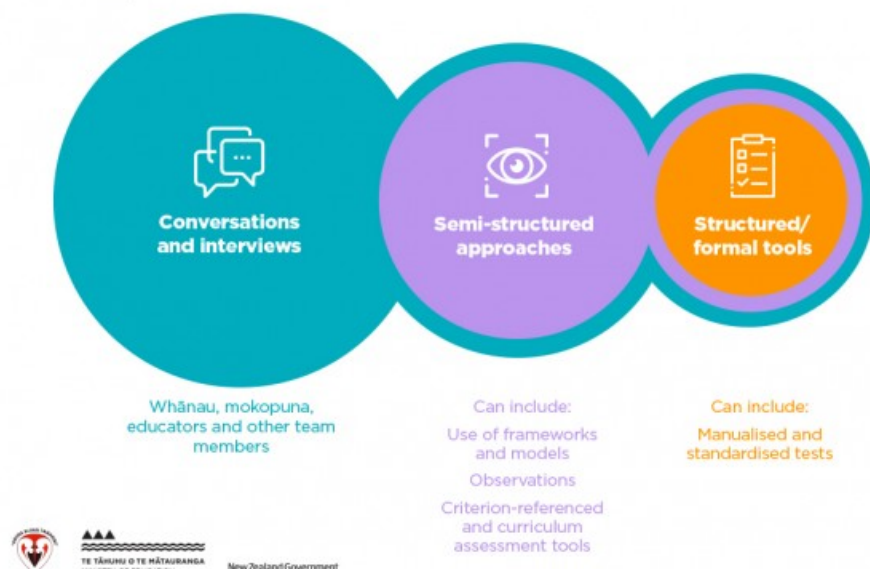 Conversations
and interviews
Semi-structured
approaches
Structured/
formal tools
Whānau, mokopuna,
educators and other team
members
Can include:
Use of frameworks
and models
Observations
Criterion-referenced
and curriculum
assessment tools
Can include:
Manualised and
standardised tests
TE TĀHUHU O TE MĀTAURANGA
New Zealand Government